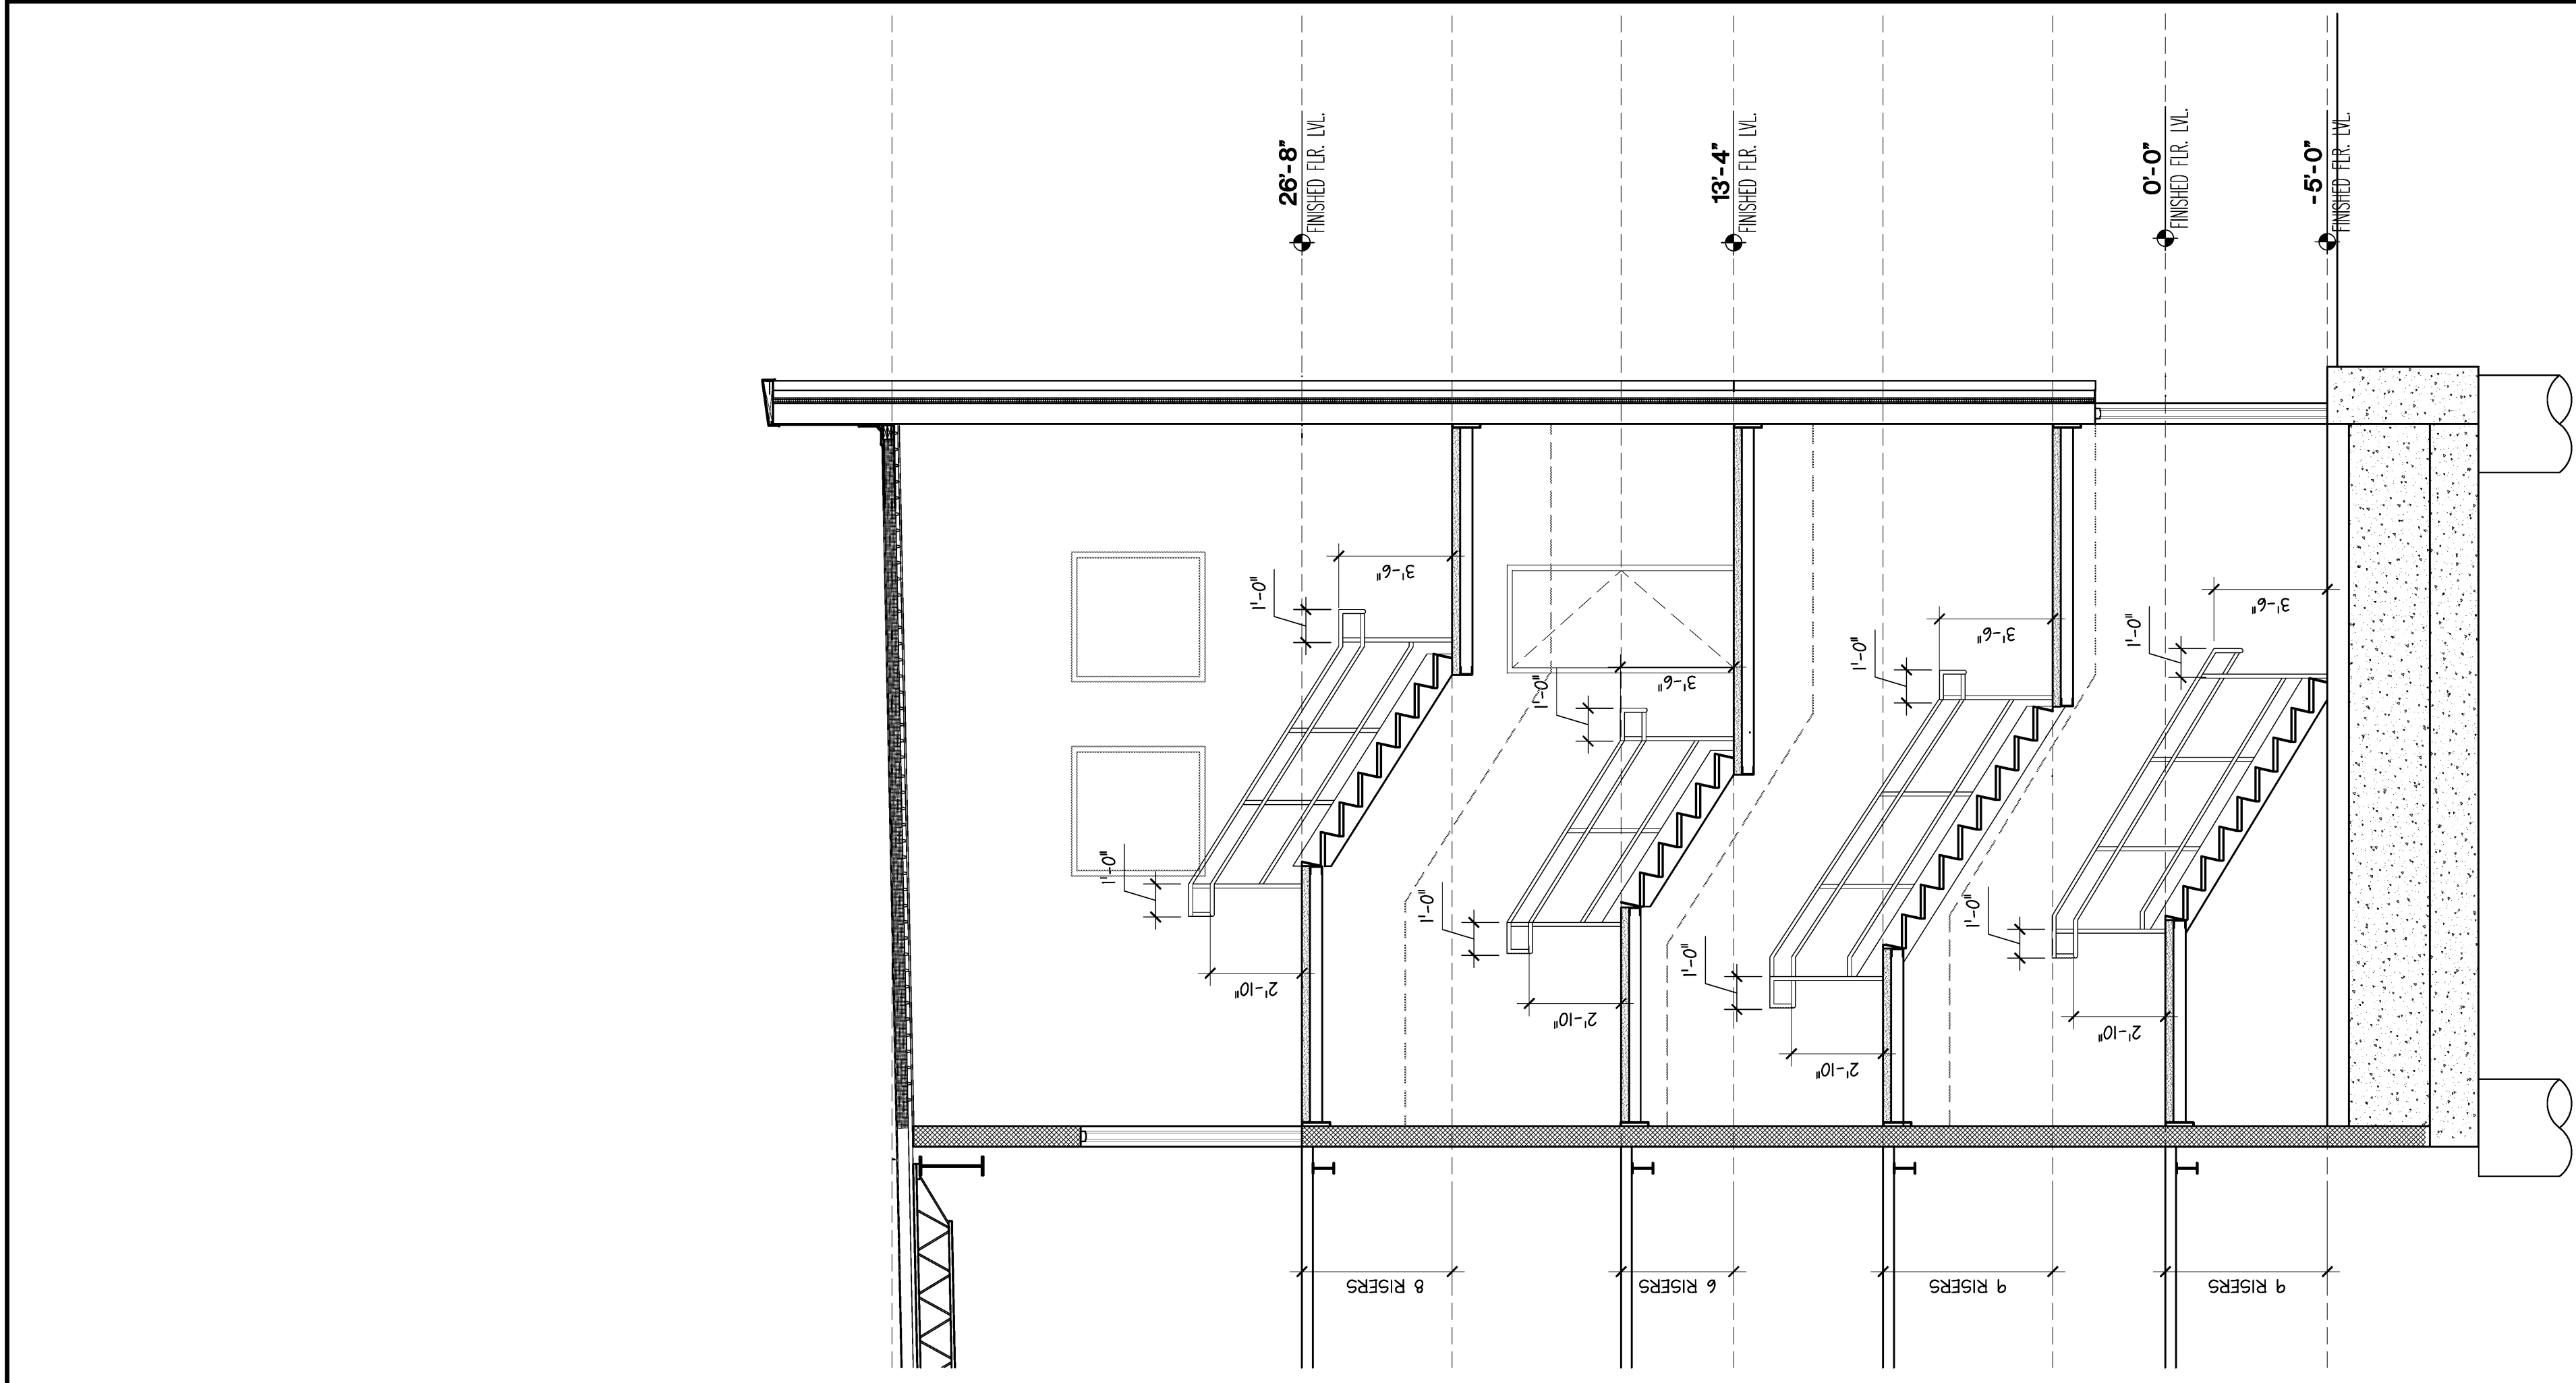 26'-8"
FINISHED FLR. LVL.
13'-4"
FINISHED FLR. LVL.
0'-0"
FINISHED FLR. LVL.
-5'-0"
FINISHED FLR. LVL.
1'-0"
3'-6"
1'-0"
2'-10"
8 RISERS
1'-0"
3'-6"
1'-0"
2'-10"
6 RISERS
1'-0"
3'-6"
1'-0"
2'-10"
9 RISERS
1'-0"
3'-6"
1'-0"
2'-10"
9 RISERS